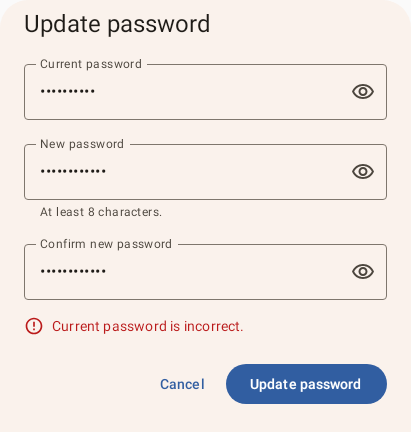 Update password
Current password
••••••••••
New password
••••••••••••
At least 8 characters.
Confirm new password
••••••••••••
Current password is incorrect.
Cancel
Update password